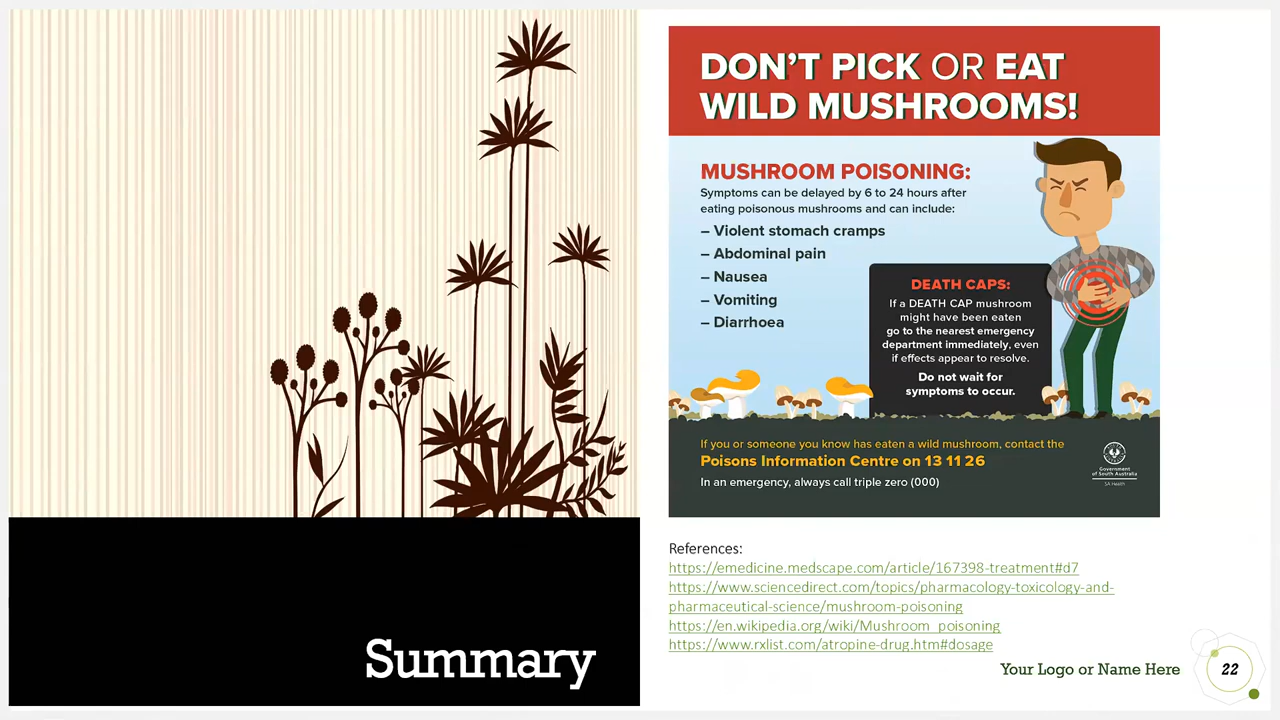 DON'T PICK OR EAT
WILD MUSHROOMS!
MUSHROOM POISONING:
Symptoms can be delayed by 6 to 24 hours after
eating poisonous mushrooms and can include:
– Violent stomach cramps
– Abdominal pain
– Nausea
– Vomiting
– Diarrhoea
DEATH CAPS:
If a DEATH CAP mushroom
might have been eaten
go to the nearest emergency
department immediately, even
if effects appear to resolve.
Do not wait for
symptoms to occur.
If you or someone you know has eaten a wild mushroom, contact the
Poisons Information Centre on 13 11 26
In an emergency, always call triple zero (000)
Government
of South Australia
SA Health
References:
https://emedicine.medscape.com/article/167398-treatment#d7
https://www.sciencedirect.com/topics/pharmacology-toxicology-and-
pharmaceutical-science/mushroom-poisoning
https://en.wikipedia.org/wiki/Mushroom_poisoning
https://www.rxlist.com/atropine-drug.htm#dosage
Summary
Your Logo or Name Here
22